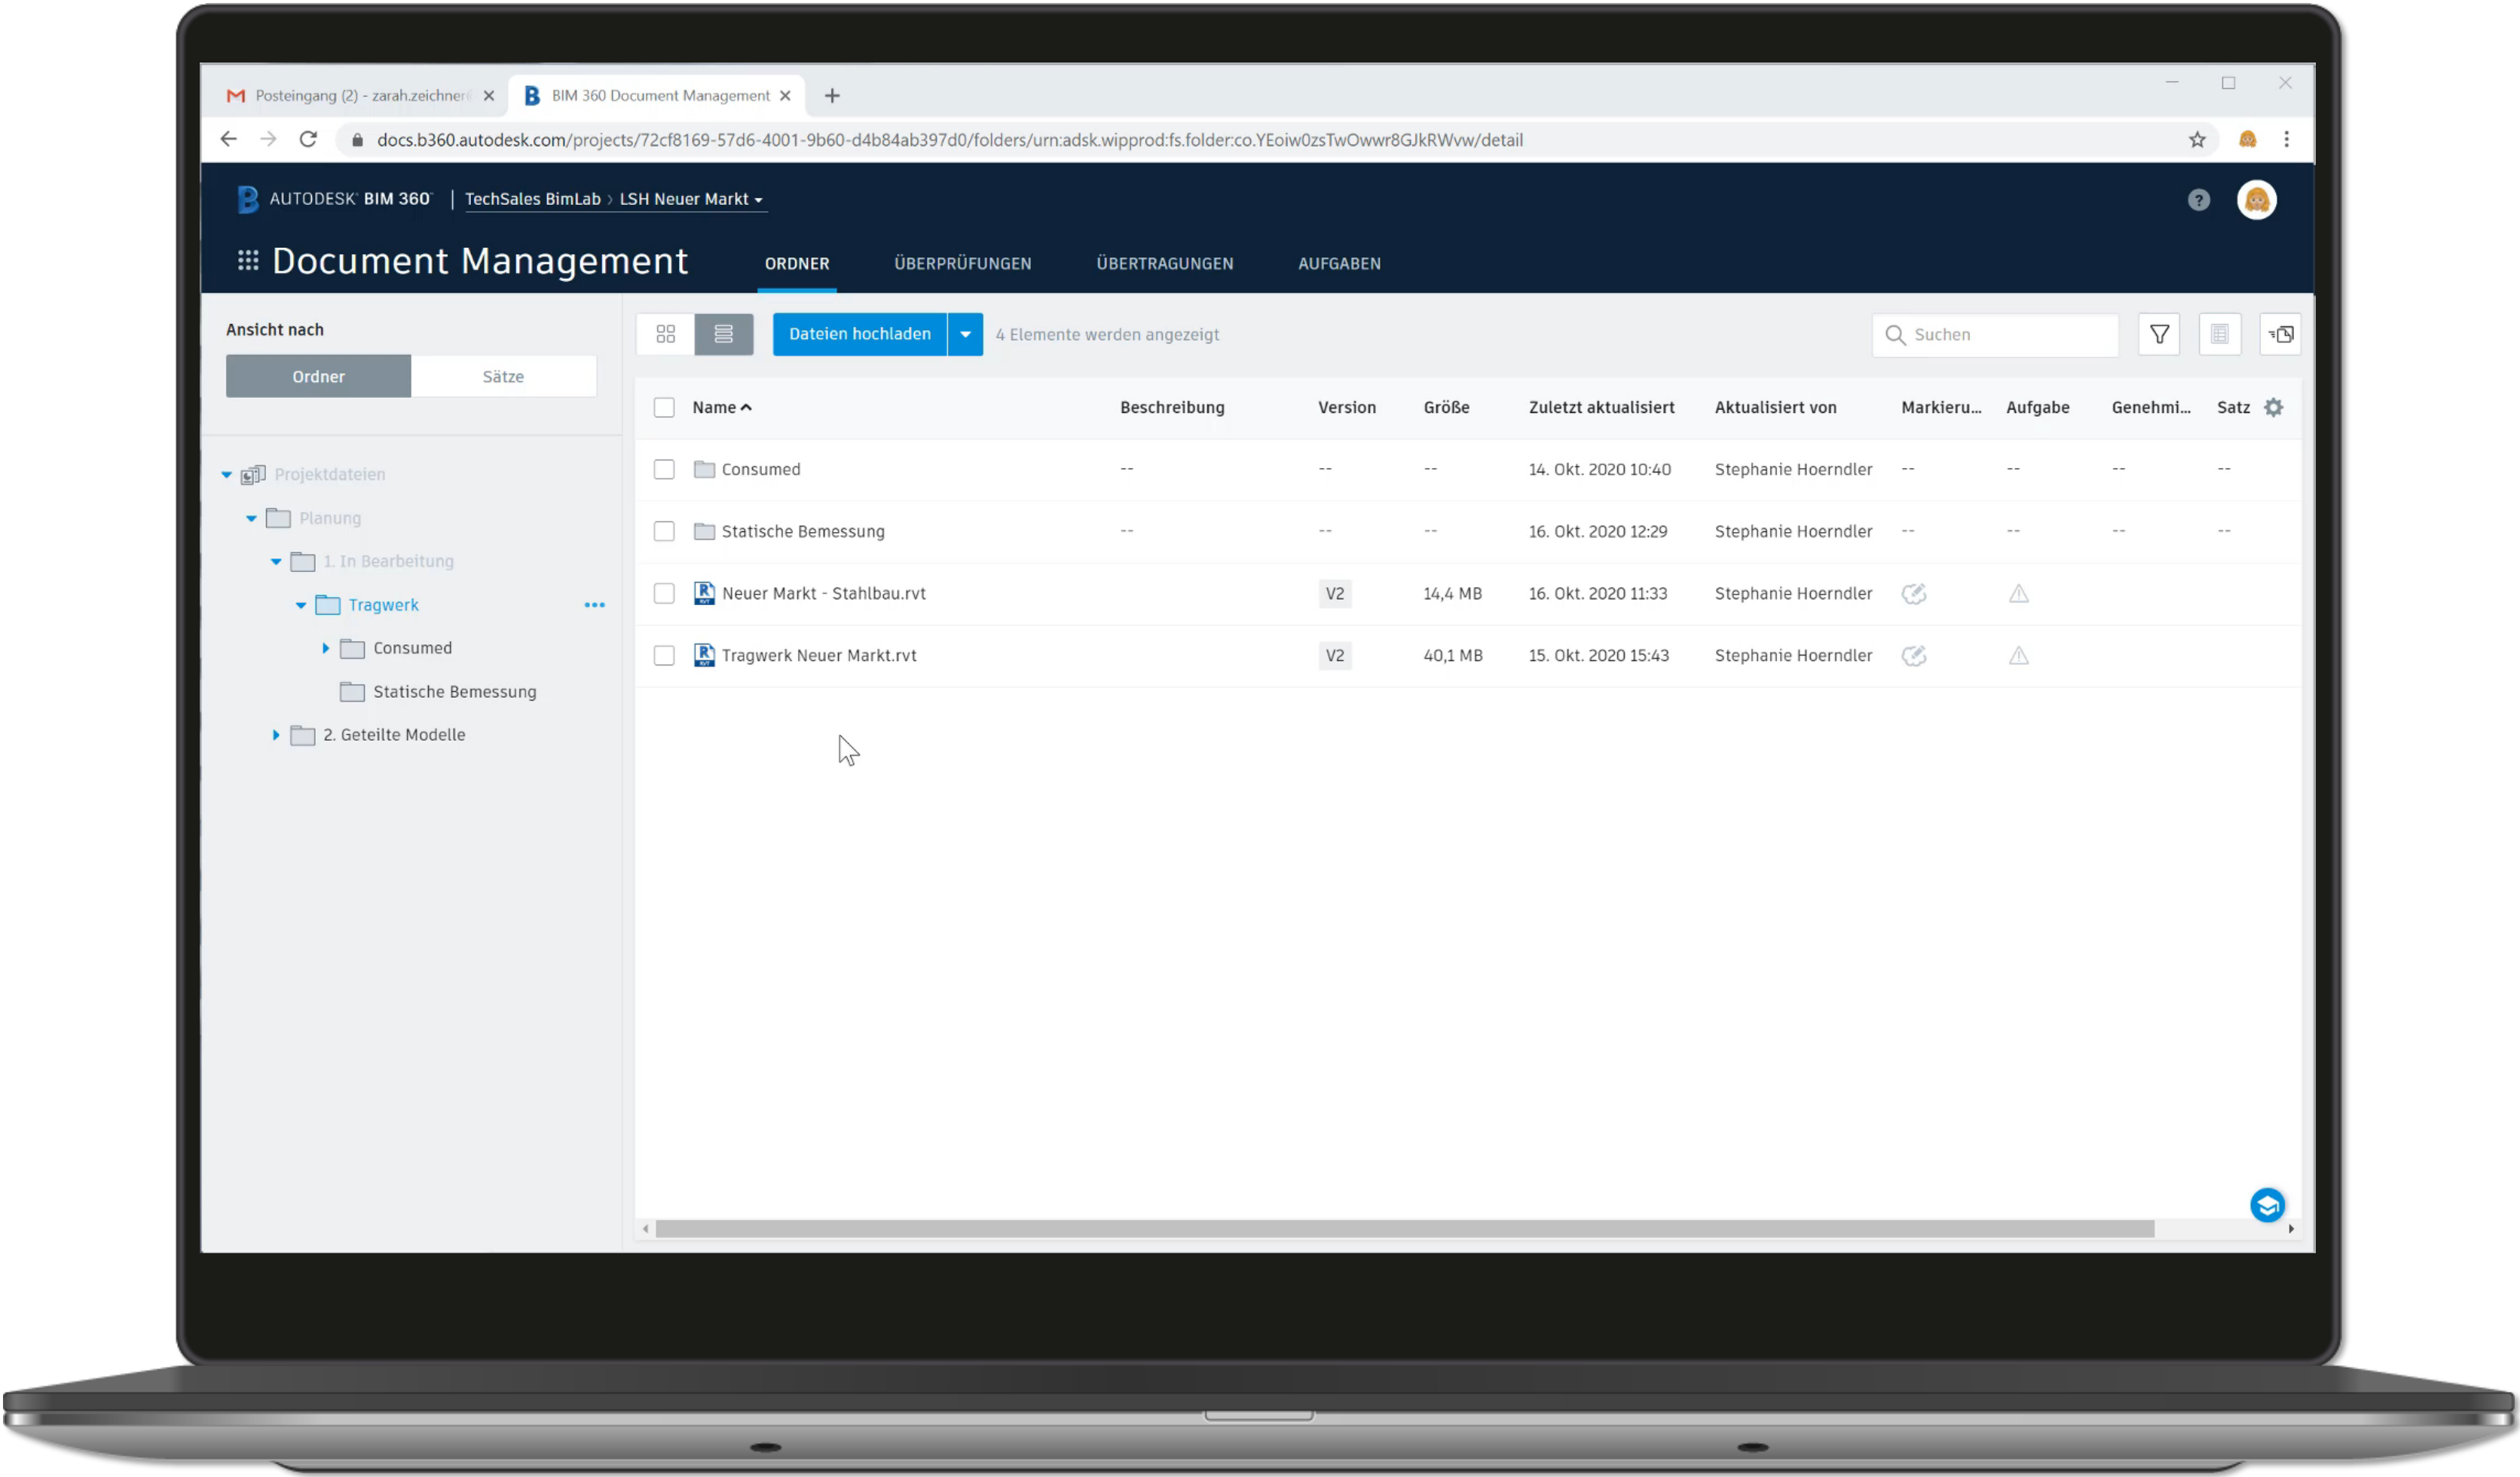 Posteingang (2) - zarah.zeichner
BIM 360 Document Management
docs.b360.autodesk.com/projects/72cf8169-57d6-4001-9b60-d4b84ab397d0/folders/urn:adsk.wipprod:fs.folder:co.YEoiw0zsTwOwwr8GJkRWvw/detail
AUTODESK BIM 360 | TechSales BimLab › LSH Neuer Markt
Document Management
ORDNER
ÜBERPRÜFUNGEN
ÜBERTRAGUNGEN
AUFGABEN
Ansicht nach
Ordner
Sätze
Projektdateien
Planung
1. In Bearbeitung
Tragwerk
Consumed
Statische Bemessung
2. Geteilte Modelle
Dateien hochladen
4 Elemente werden angezeigt
Suchen
Name Beschreibung Version Größe Zuletzt aktualisiert Aktualisiert von Markieru... Aufgabe Genehmi... Satz
Consumed -- -- -- 14. Okt. 2020 10:40 Stephanie Hoerndler -- -- -- --
Statische Bemessung -- -- -- 16. Okt. 2020 12:29 Stephanie Hoerndler -- -- -- --
Neuer Markt - Stahlbau.rvt V2 14,4 MB 16. Okt. 2020 11:33 Stephanie Hoerndler
Tragwerk Neuer Markt.rvt V2 40,1 MB 15. Okt. 2020 15:43 Stephanie Hoerndler